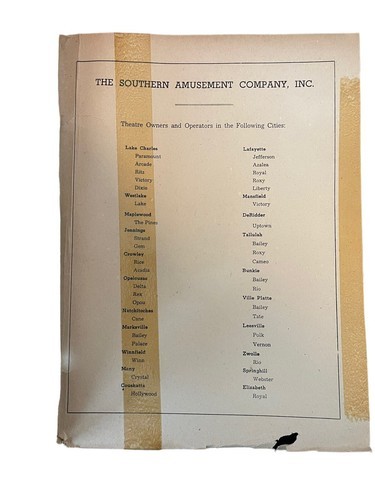 THE SOUTHERN AMUSEMENT COMPANY, INC.
Theatre Owners and Operators in the Following Cities:
Lake Charles
Paramount
Arcade
Ritz
Victory
Dixie
Westlake
Lake
Maplewood
The Pines
Jennings
Strand
Gem
Crowley
Rice
Acadia
Opelousas
Delta
Rex
Opea
Natchitoches
Cane
Marksville
Bailey
Palace
Winnfield
Winn
Many
Crystal
Coushatta
Hollywood
Lafayette
Jefferson
Azalea
Royal
Roxy
Liberty
Mansfield
Victory
DeRidder
Uptown
Tallulah
Bailey
Roxy
Cameo
Bunkie
Bailey
Rio
Ville Platte
Bailey
Tate
Leesville
Polk
Vernon
Zwolle
Rio
Springhill
Webster
Elizabeth
Royal